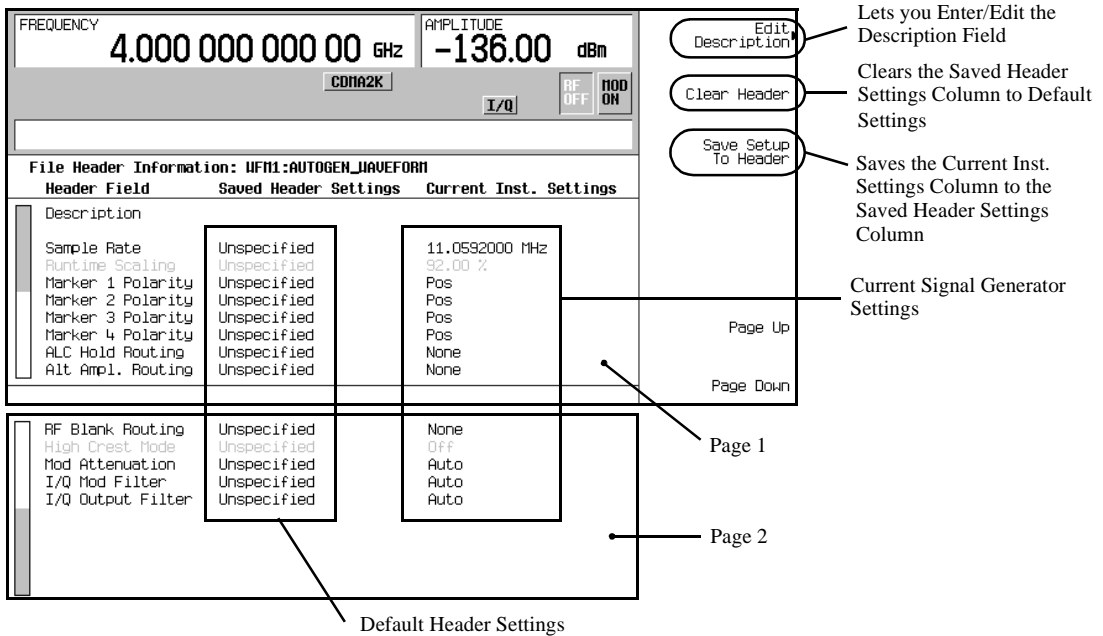 FREQUENCY
4.000 000 000 00 GHz
AMPLITUDE
-136.00 dBm
CDMA2K
I/Q
RF OFF
MOD ON
Edit Description
Clear Header
Save Setup To Header
Page Up
Page Down
File Header Information: WFM1:AUTOGEN_WAVEFORM
Header Field Saved Header Settings Current Inst. Settings
Description
Sample Rate Unspecified 11.0592000 MHz
Runtime Scaling Unspecified 92.00 %
Marker 1 Polarity Unspecified Pos
Marker 2 Polarity Unspecified Pos
Marker 3 Polarity Unspecified Pos
Marker 4 Polarity Unspecified Pos
ALC Hold Routing Unspecified None
Alt Ampl. Routing Unspecified None
RF Blank Routing Unspecified None
High Crest Mode Unspecified Off
Mod Attenuation Unspecified Auto
I/Q Mod Filter Unspecified Auto
I/Q Output Filter Unspecified Auto
Lets you Enter/Edit the
Description Field
Clears the Saved Header
Settings Column to Default
Settings
Saves the Current Inst.
Settings Column to the
Saved Header Settings
Column
Current Signal Generator
Settings
Page 1
Page 2
Default Header Settings